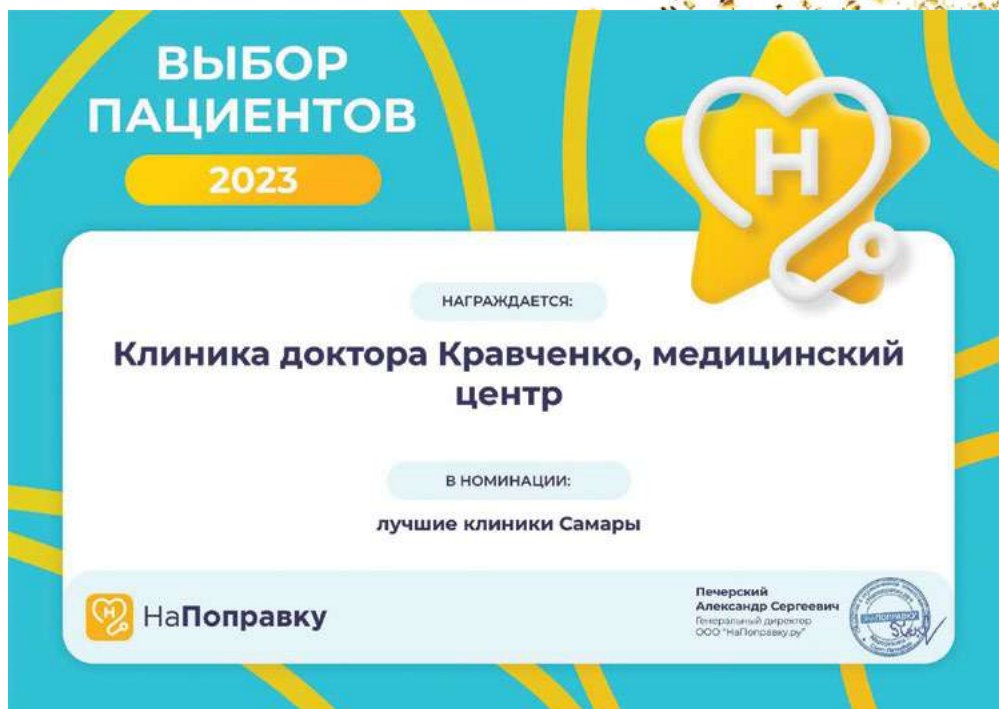 ВЫБОР
ПАЦИЕНТОВ
2023
Н
НАГРАЖДАЕТСЯ:
Клиника доктора Кравченко, медицинский
центр
В НОМИНАЦИИ:
лучшие клиники Самары
Н
НаПоправку
Печерский
Александр Сергеевич
Генеральный директор
ООО "НаПоправку.ру"
НАПОПРАВКУ